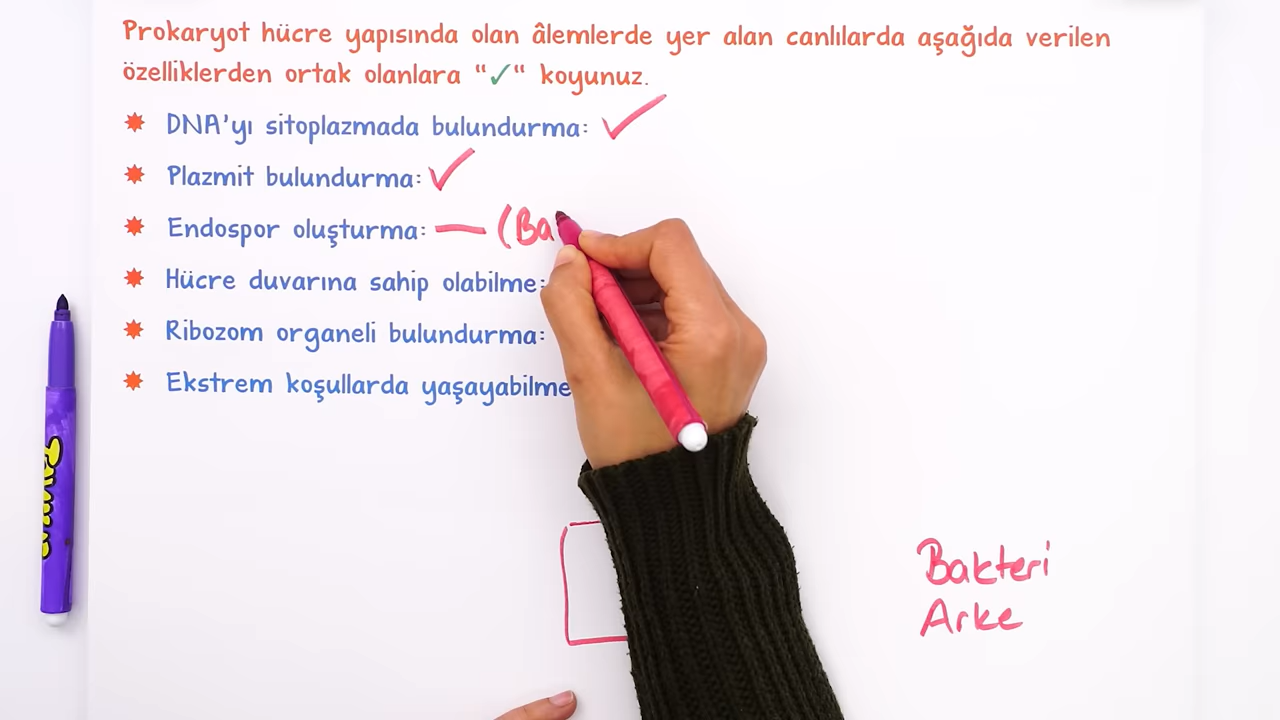 Prokaryot hücre yapısında olan âlemlerde yer alan canlılarda aşağıda verilen
özelliklerden ortak olanlara "✓" koyunuz.
DNA'yı sitoplazmada bulundurma: ✓
Plazmit bulundurma: ✓
Endospor oluşturma: — (Ba
Hücre duvarına sahip olabilme:
Ribozom organeli bulundurma:
Ekstrem koşullarda yaşayabilme
Bakteri
Arke